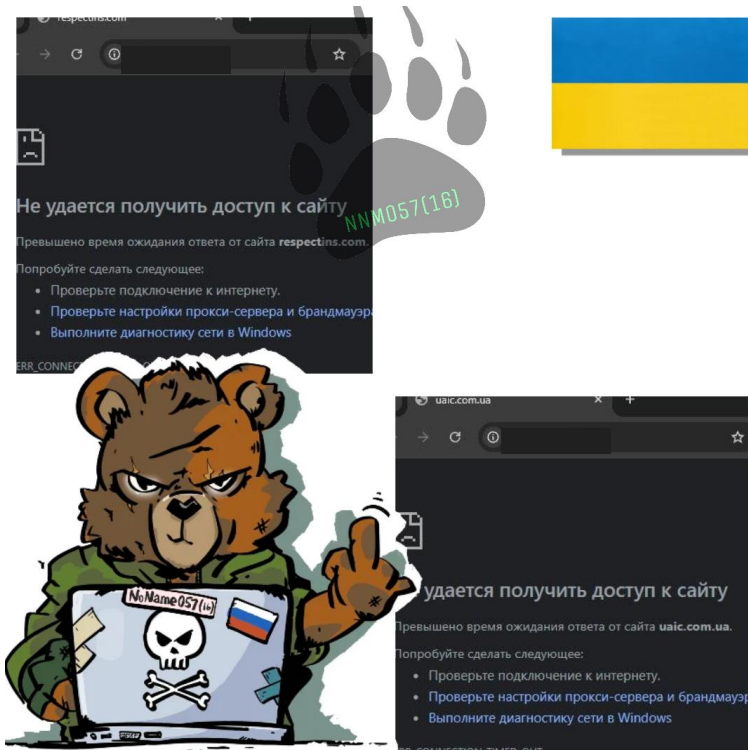 respectins.com
Не удается получить доступ к сайту
Превышено время ожидания ответа от сайта respectins.com.
Попробуйте сделать следующее:
• Проверьте подключение к интернету.
• Проверьте настройки прокси-сервера и брандмауэра
• Выполните диагностику сети в Windows
NNM057(16)
NoName057(16)
uaic.com.ua
удается получить доступ к сайту
Превышено время ожидания ответа от сайта uaic.com.ua.
Попробуйте сделать следующее:
• Проверьте подключение к интернету.
• Проверьте настройки прокси-сервера и брандмауэр
• Выполните диагностику сети в Windows